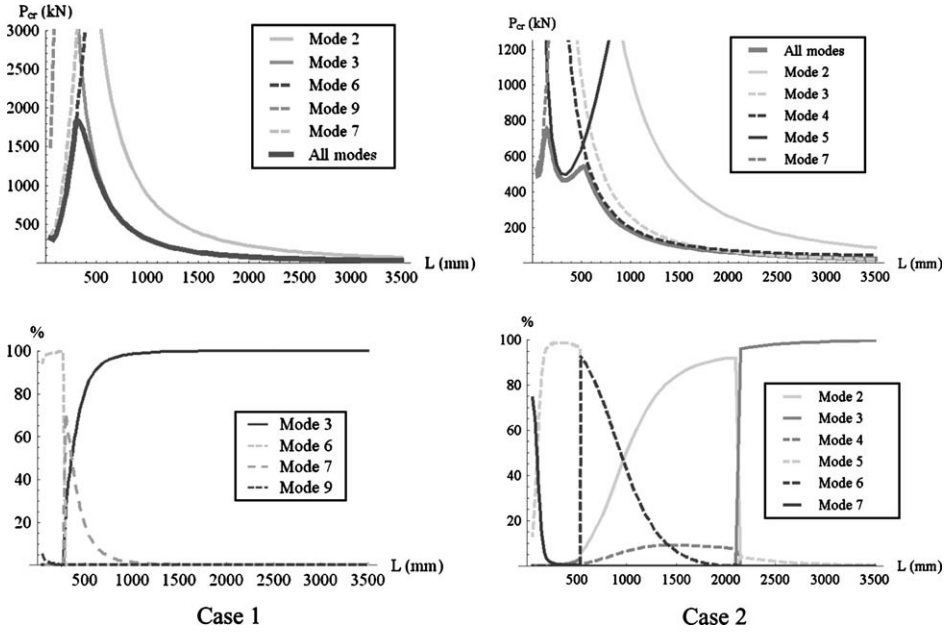 P_cr (kN)
3000
2500
2000
1500
1000
500
500 1000 1500 2000 2500 3000 3500
L (mm)
Mode 2
Mode 3
Mode 6
Mode 9
Mode 7
All modes
P_cr (kN)
1200
1000
800
600
400
200
500 1000 1500 2000 2500 3000 3500
L (mm)
All modes
Mode 2
Mode 3
Mode 4
Mode 5
Mode 7
%
100
80
60
40
20
500 1000 1500 2000 2500 3000 3500
L (mm)
Mode 3
Mode 6
Mode 7
Mode 9
Case 1
%
100
80
60
40
20
500 1000 1500 2000 2500 3000 3500
L (mm)
Mode 2
Mode 3
Mode 4
Mode 5
Mode 6
Mode 7
Case 2